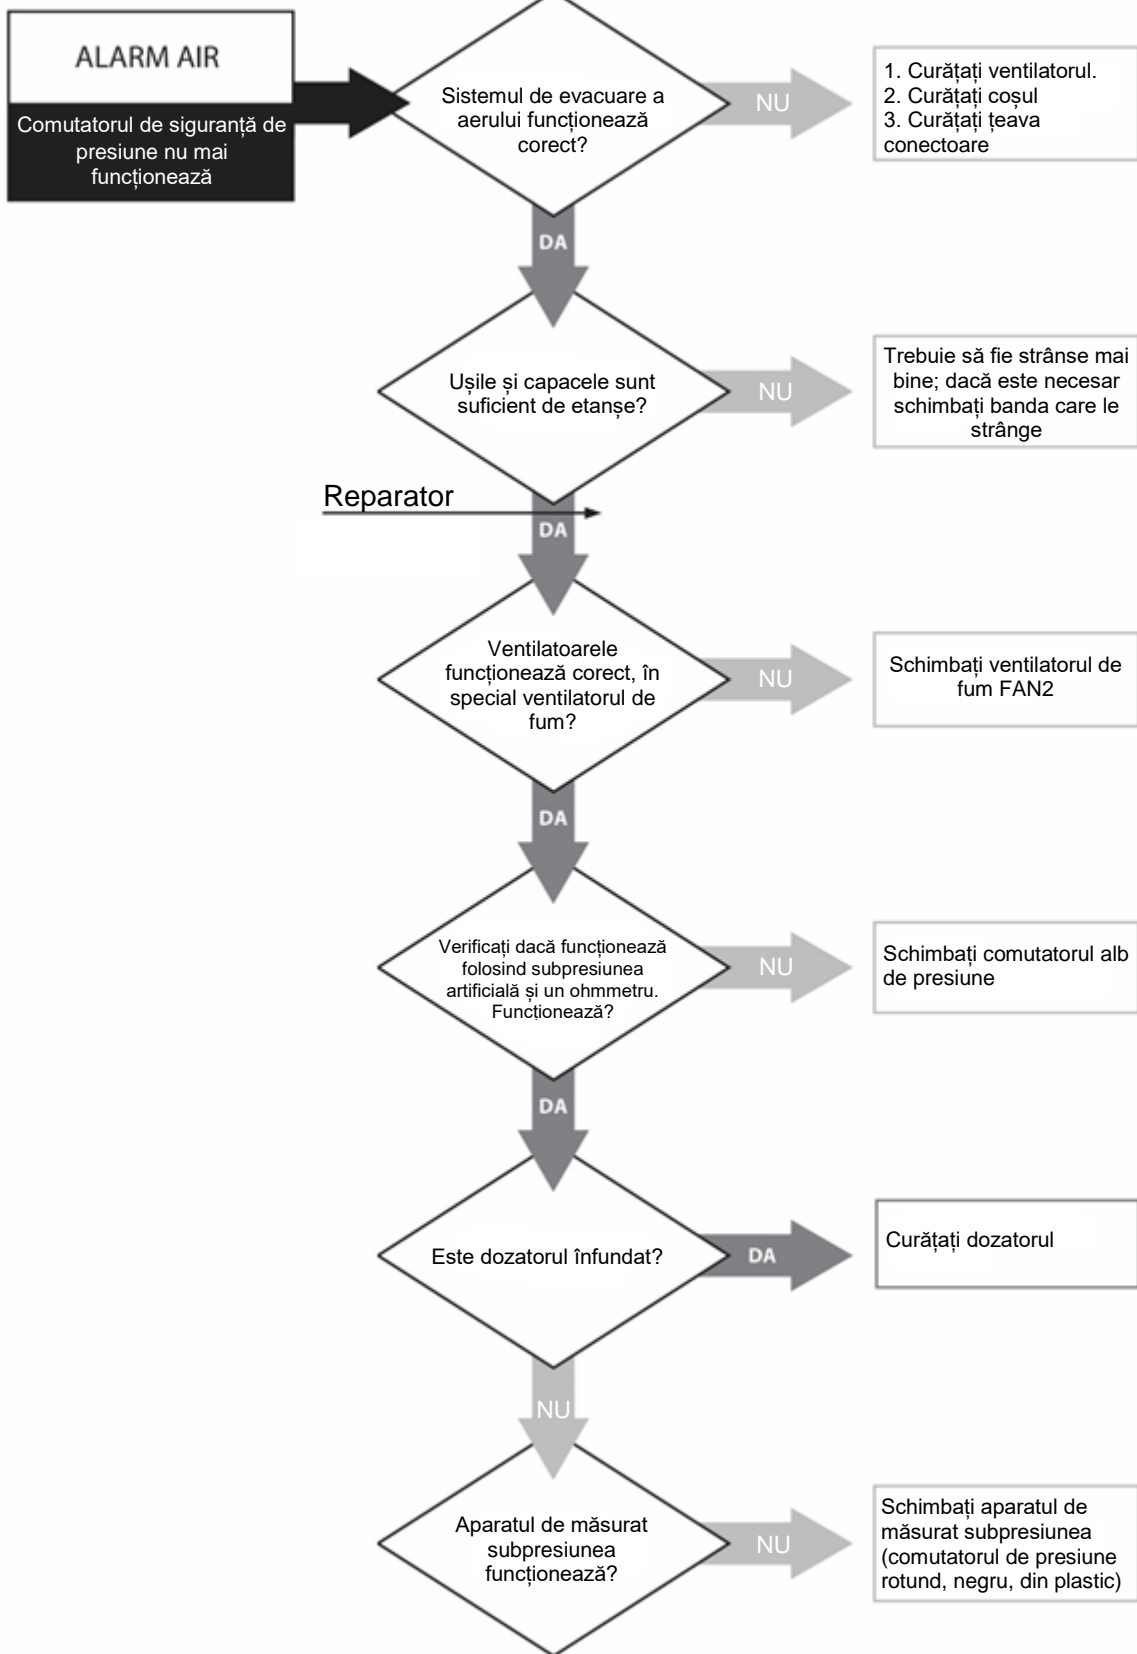 ALARM AIR
Comutatorul de siguranță de
presiune nu mai
funcționează
Sistemul de evacuare a
aerului funcționează
corect?
NU
1. Curățați ventilatorul.
2. Curățați coșul
3. Curățați țeava
conectoare
DA
Ușile și capacele sunt
suficient de etanșe?
NU
Trebuie să fie strânse mai
bine; dacă este necesar
schimbați banda care le
strânge
Reparator
DA
Ventilatoarele
funcționează corect, în
special ventilatorul de
fum?
NU
Schimbați ventilatorul de
fum FAN2
DA
Verificați dacă funcționează
folosind subpresiunea
artificială și un ohmmetru.
Funcționează?
NU
Schimbați comutatorul alb
de presiune
DA
Este dozatorul înfundat?
DA
Curățați dozatorul
NU
Aparatul de măsurat
subpresiunea
funcționează?
NU
Schimbați aparatul de
măsurat subpresiunea
(comutatorul de presiune
rotund, negru, din plastic)